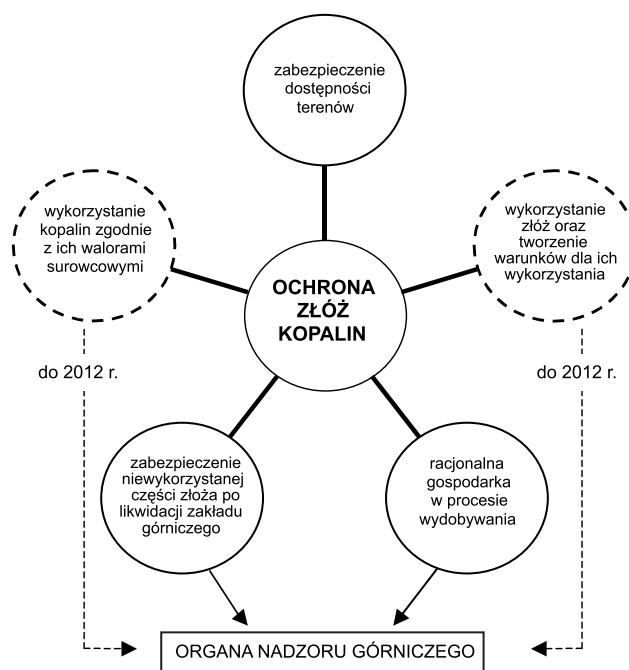 zabezpieczenie
dostępności
terenów
wykorzystanie
kopalin zgodnie
z ich walorami
surowcowymi
wykorzystanie
złóż oraz
tworzenie
warunków dla ich
wykorzystania
OCHRONA
ZŁÓŻ
KOPALIN
do 2012 r.
do 2012 r.
zabezpieczenie
niewykorzystanej
części złoża po
likwidacji zakładu
górniczego
racjonalna
gospodarka
w procesie
wydobywania
ORGANA NADZORU GÓRNICZEGO